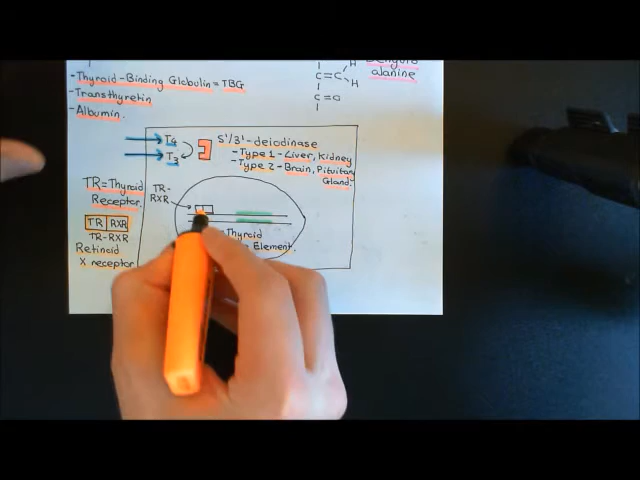 - Thyroid-Binding Globulin = TBG
- Transthyretin
- Albumin.
H
C=C
H
alanine
C=O
T4
T3
5'/3'-deiodinase
- Type 1 - Liver, Kidney
- Type 2 - Brain, Pituitary
Gland.
TR = Thyroid
Receptor.
TR RXR
TR-RXR
Retinoid
X receptor
TR-
RXR
Thyroid
Element.